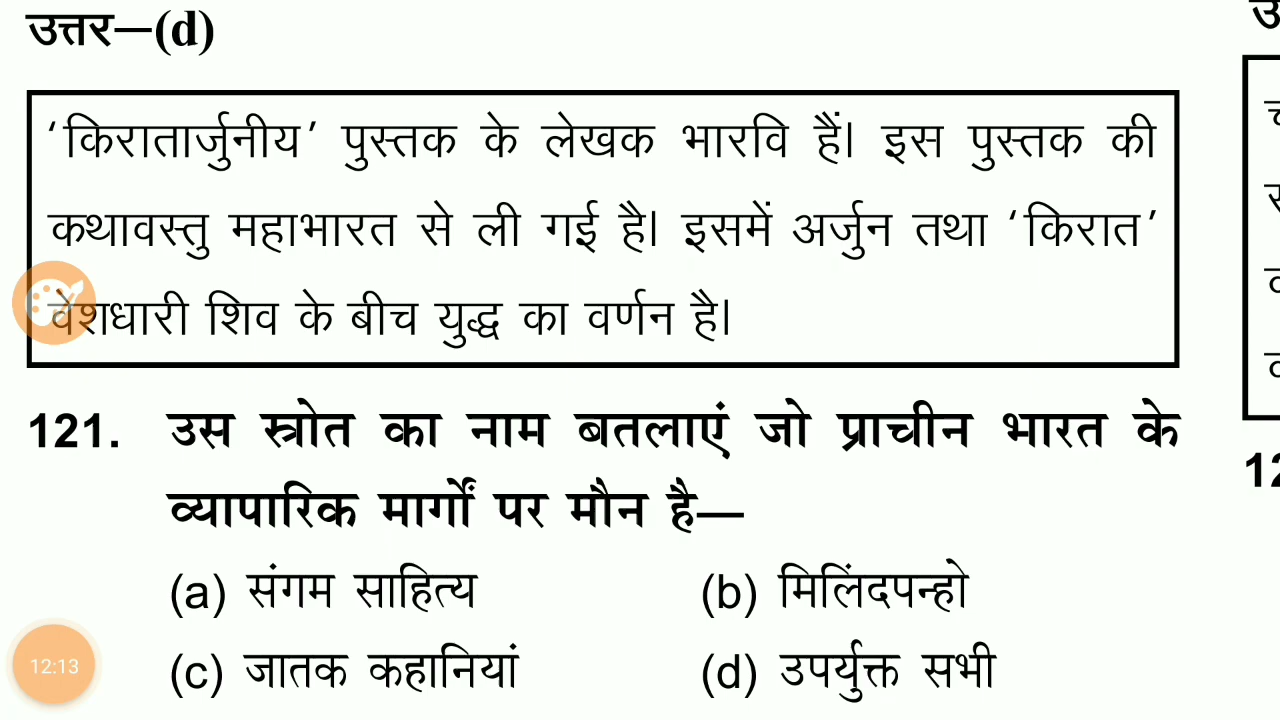 उत्तर—(d)
‘किरातार्जुनीय’ पुस्तक के लेखक भारवि हैं। इस पुस्तक की
कथावस्तु महाभारत से ली गई है। इसमें अर्जुन तथा ‘किरात’
वेशधारी शिव के बीच युद्ध का वर्णन है।
121. उस स्त्रोत का नाम बतलाएं जो प्राचीन भारत के
व्यापारिक मार्गों पर मौन है—
(a) संगम साहित्य (b) मिलिंदपन्हो
(c) जातक कहानियां (d) उपर्युक्त सभी
12:13